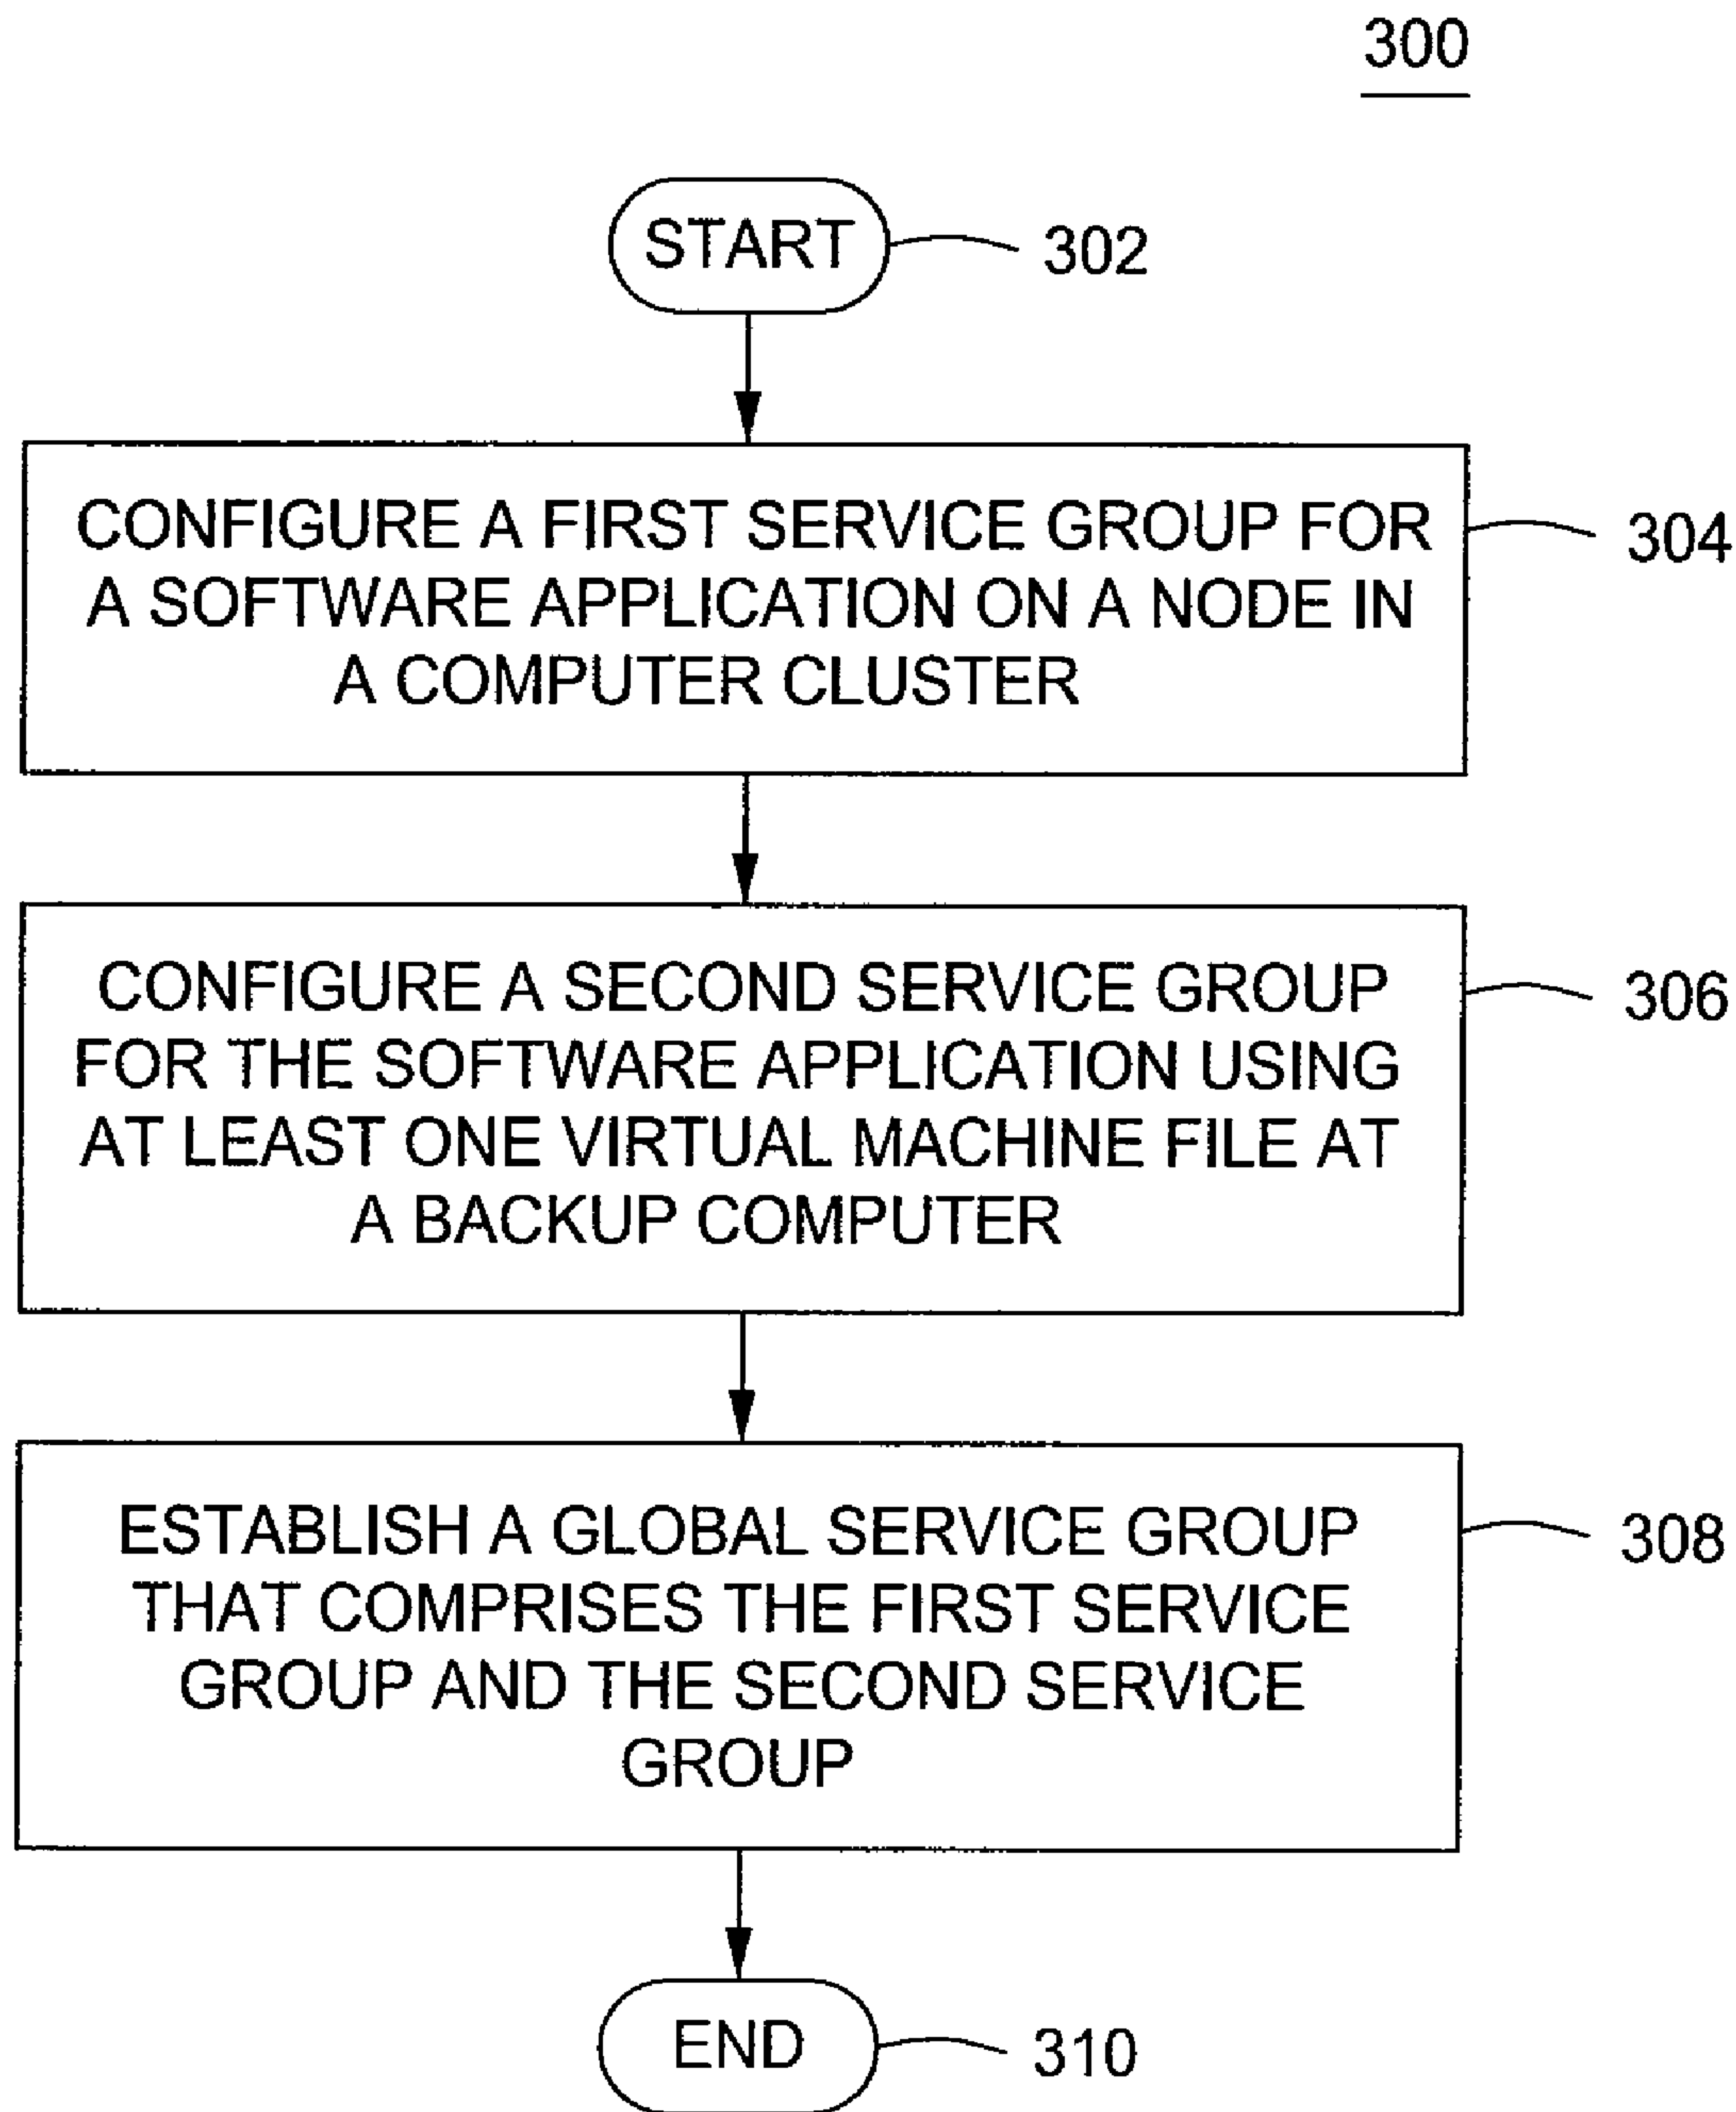 300
START
302
CONFIGURE A FIRST SERVICE GROUP FOR
A SOFTWARE APPLICATION ON A NODE IN
A COMPUTER CLUSTER
304
CONFIGURE A SECOND SERVICE GROUP
FOR THE SOFTWARE APPLICATION USING
AT LEAST ONE VIRTUAL MACHINE FILE AT
A BACKUP COMPUTER
306
ESTABLISH A GLOBAL SERVICE GROUP
THAT COMPRISES THE FIRST SERVICE
GROUP AND THE SECOND SERVICE
GROUP
308
END
310